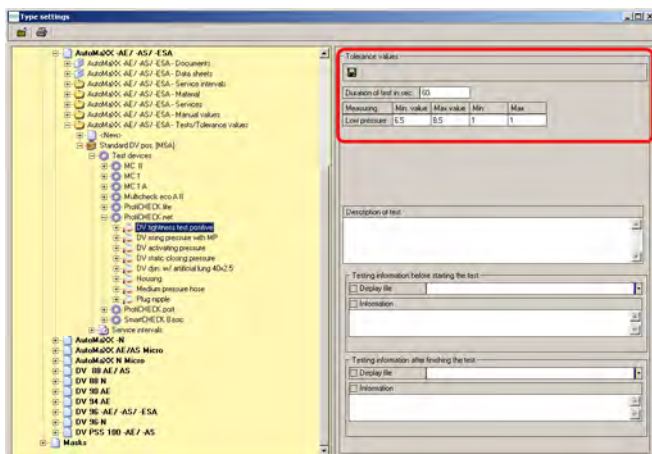 Type settings
AutoMaXX -AE/ -AS/ -ESA
AutoMaXX -AE/ -AS/ -ESA - Documents
AutoMaXX -AE/ -AS/ -ESA - Data sheets
AutoMaXX -AE/ -AS/ -ESA - Service intervals
AutoMaXX -AE/ -AS/ -ESA - Material
AutoMaXX -AE/ -AS/ -ESA - Services
AutoMaXX -AE/ -AS/ -ESA - Manual values
AutoMaXX -AE/ -AS/ -ESA - Tests/Tolerance values
<New>
Standard DV pos. [MSA]
Test devices
MC II
MC T
MC T A
Multicheck eco A II
ProfiCHECK lite
ProfiCHECK net
DV tightness test positive
DV rising pressure with MP
DV activating pressure
DV static closing pressure
DV dyn. w/ artificial lung 40x2.5
Housing
Medium pressure hose
Plug nipple
ProfiCHECK port
SmartCHECK Basic
Service intervals
AutoMaXX -N
AutoMaXX AE/AS Micro
AutoMaXX N Micro
DV 88 AE/ AS
DV 88 N
DV 90 AE
DV 94 AE
DV 96 -AE/ -AS/ -ESA
DV 96-N
DV PSS 100 -AE/ -AS
Masks
Tolerance values
Duration of test in sec. 60
Measuring Min. value Max value Min Max
Low pressure 6.5 8.5 1 1
Description of test
Testing information before starting the test
Display file
Information
Testing information after finishing the test
Display file
Information